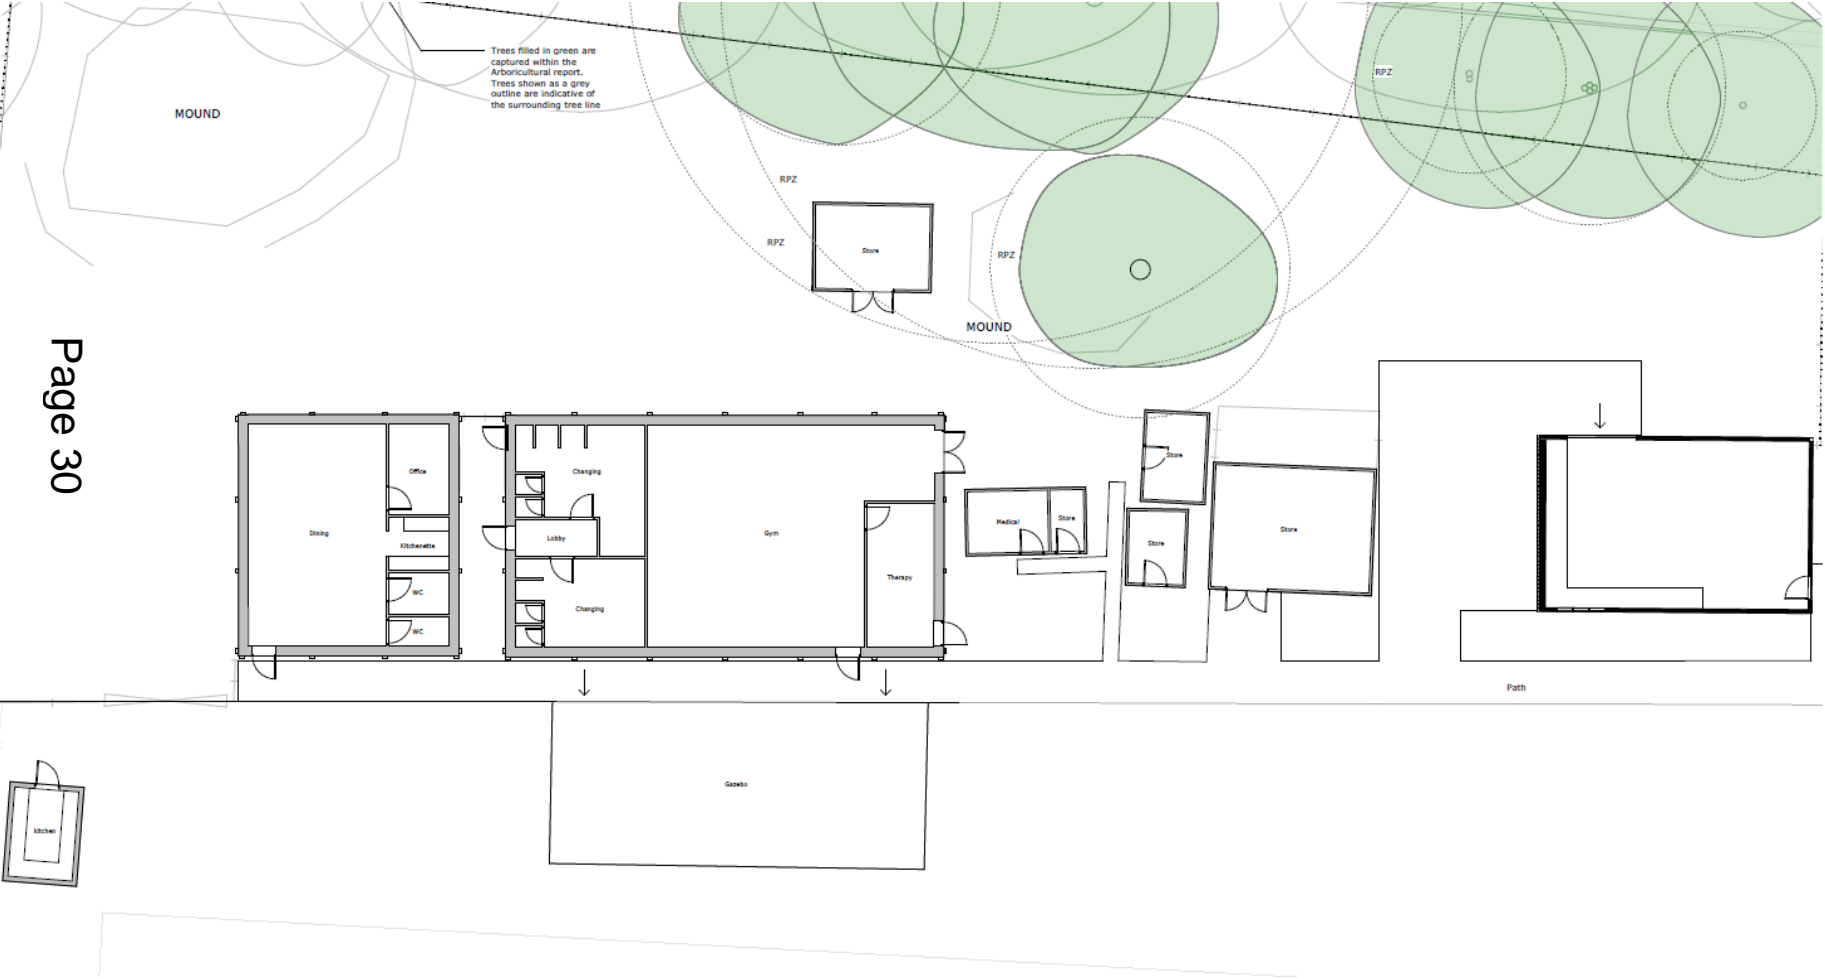 Trees filled in green are
captured within the
Arboricultural report.
Trees shown as a grey
outline are indicative of
the surrounding tree line
MOUND
RPZ
RPZ
RPZ
RPZ
Store
MOUND
Page 30
Office
Changing
Store
Dining
Kitchenette
Lobby
Gym
Medical
Store
Store
Store
Therapy
WC
Changing
WC
Path
Gazebo
kitchen